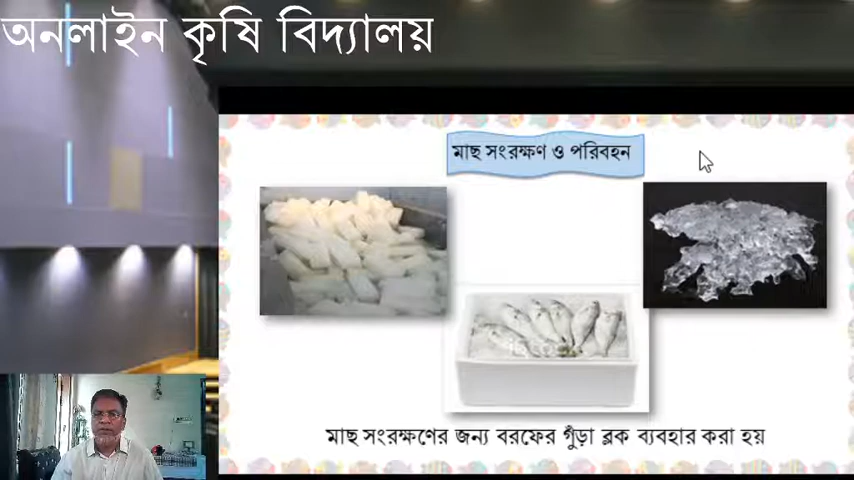 অনলাইন কৃষি বিদ্যালয়
মাছ সংরক্ষণ ও পরিবহন
মাছ সংরক্ষণের জন্য বরফের গুঁড়া ব্লক ব্যবহার করা হয়